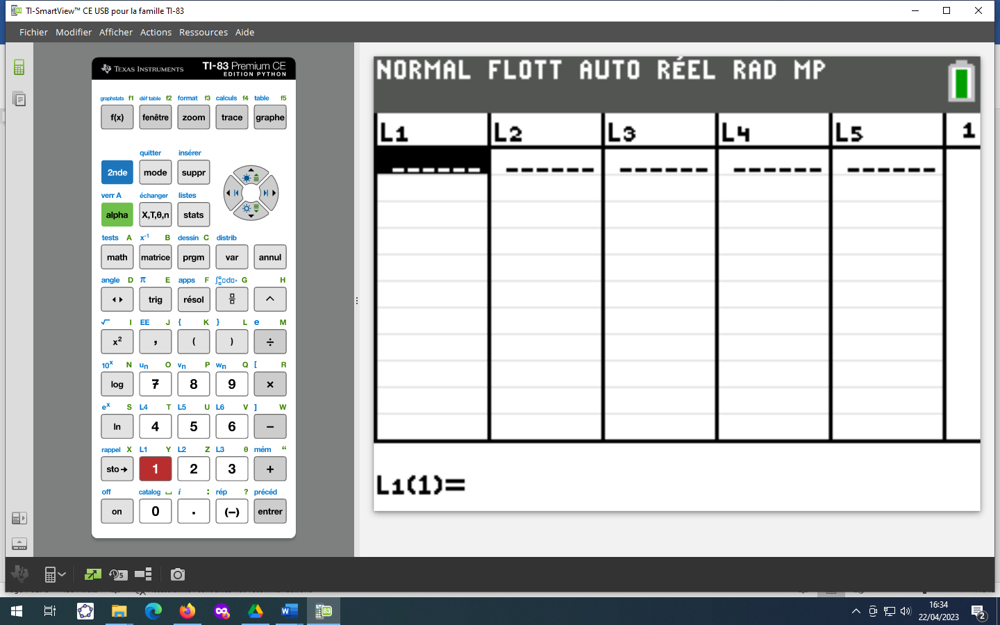 TI-SmartView™ CE USB pour la famille TI-83
Fichier Modifier Afficher Actions Ressources Aide
TEXAS INSTRUMENTS TI-83 Premium CE
EDITION PYTHON
graphstats f1 déf table f2 format f3 calculs f4 table f5
f(x) fenêtre zoom trace graphe
quitter insérer
2nde mode suppr
verr A échanger listes
alpha X,T,θ,n stats
tests A x-1 B dessin C distrib
math matrice prgm var annul
angle D π E apps F G H
trig résol ^
√ I EE J { K } L e M
x² , ( ) ÷
10x N un O vn P wn Q [ R
log 7 8 9 ×
ex S L4 T L5 U L6 V ] W
ln 4 5 6 −
rappel X L1 Y L2 Z L3 θ mém “
sto→ 1 2 3 +
off catalog ⎵ i : rép ? précéd
on 0 . (−) entrer
NORMAL FLOTT AUTO RÉEL RAD MP
L1 L2 L3 L4 L5 1
------ ------ ------ ------ ------
L1(1)=
5
83
16:34
22/04/2023
2